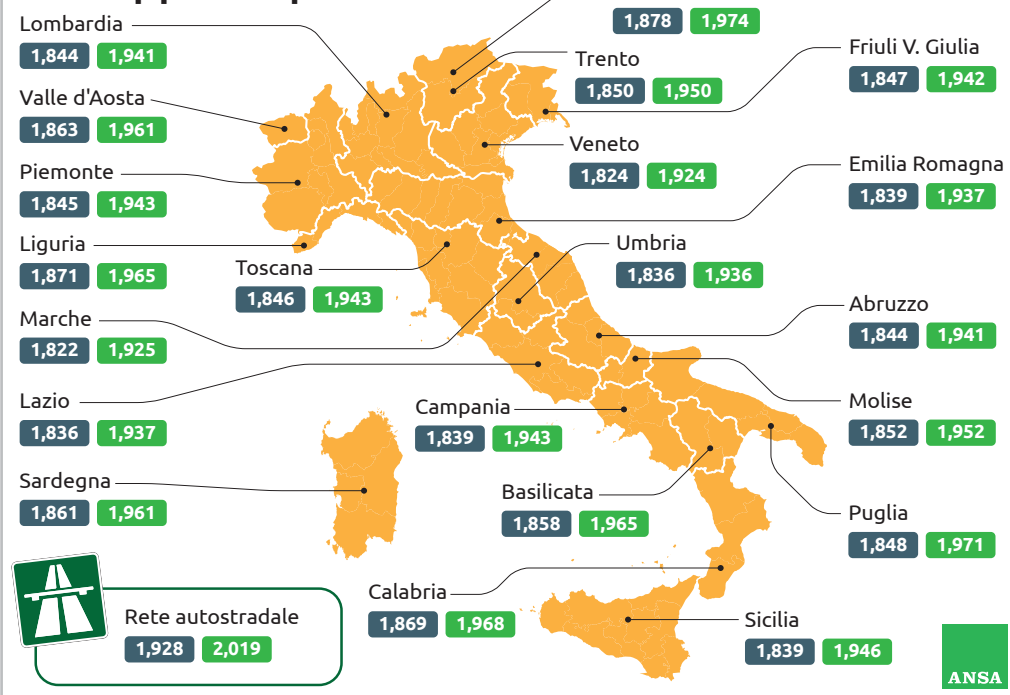 1,878 1,974
Lombardia
1,844 1,941
Valle d'Aosta
1,863 1,961
Piemonte
1,845 1,943
Liguria
1,871 1,965
Toscana
1,846 1,943
Marche
1,822 1,925
Lazio
1,836 1,937
Sardegna
1,861 1,961
Trento
1,850 1,950
Veneto
1,824 1,924
Friuli V. Giulia
1,847 1,942
Emilia Romagna
1,839 1,937
Umbria
1,836 1,936
Abruzzo
1,844 1,941
Molise
1,852 1,952
Campania
1,839 1,943
Basilicata
1,858 1,965
Puglia
1,848 1,971
Calabria
1,869 1,968
Sicilia
1,839 1,946
Rete autostradale
1,928 2,019
ANSA